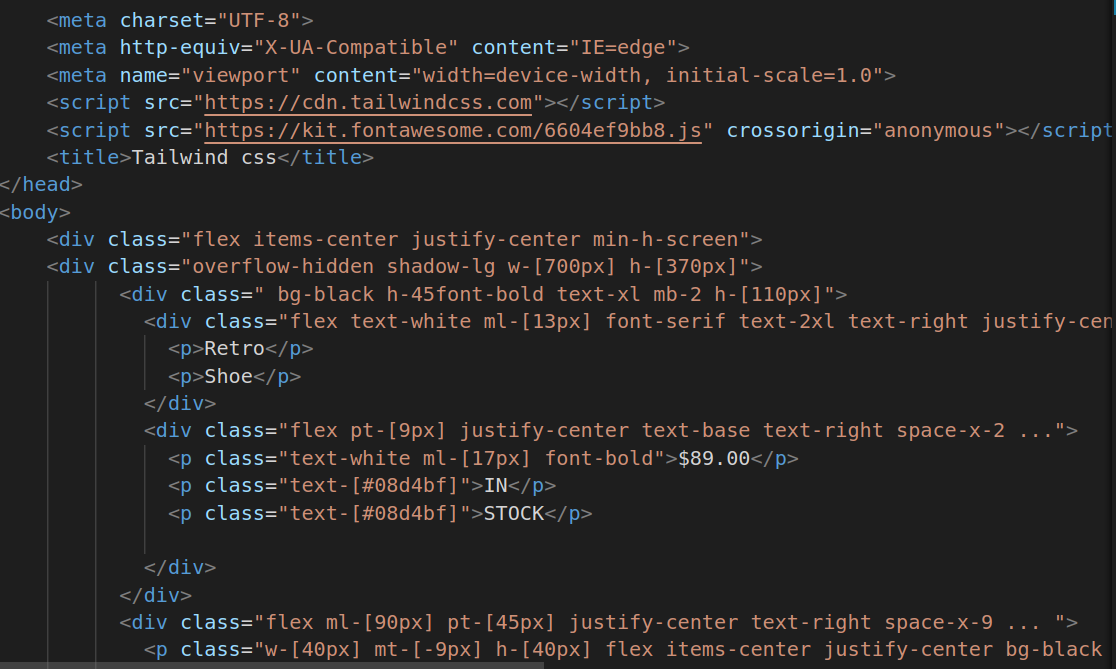 <meta charset="UTF-8">
<meta http-equiv="X-UA-Compatible" content="IE=edge">
<meta name="viewport" content="width=device-width, initial-scale=1.0">
<script src="https://cdn.tailwindcss.com"></script>
<script src="https://kit.fontawesome.com/6604ef9bb8.js" crossorigin="anonymous"></script
<title>Tailwind css</title>
</head>
<body>
<div class="flex items-center justify-center min-h-screen">
<div class="overflow-hidden shadow-lg w-[700px] h-[370px]">
<div class=" bg-black h-45font-bold text-xl mb-2 h-[110px]">
<div class="flex text-white ml-[13px] font-serif text-2xl text-right justify-cen
<p>Retro</p>
<p>Shoe</p>
</div>
<div class="flex pt-[9px] justify-center text-base text-right space-x-2 ...">
<p class="text-white ml-[17px] font-bold">$89.00</p>
<p class="text-[#08d4bf]">IN</p>
<p class="text-[#08d4bf]">STOCK</p>
</div>
</div>
<div class="flex ml-[90px] pt-[45px] justify-center text-right space-x-9 ... ">
<p class="w-[40px] mt-[-9px] h-[40px] flex items-center justify-center bg-black